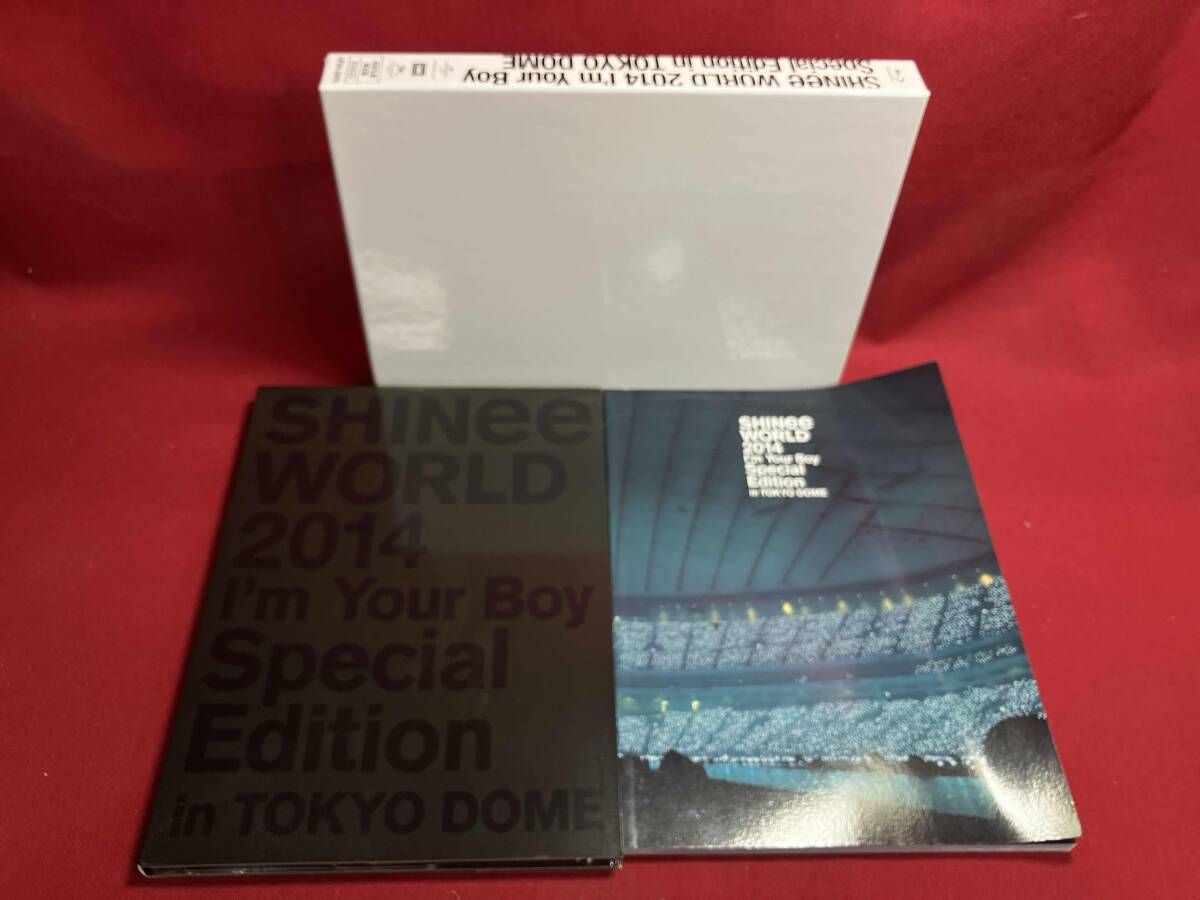 SHINee WORLD 2014 I'm Your Boy
Special Edition in TOKYO DOME
SHINee
WORLD
2014
I'm Your Boy
Special
Edition
in TOKYO DOME
SHINee
WORLD
2014
I'm Your Boy
Special
Edition
in TOKYO DOME